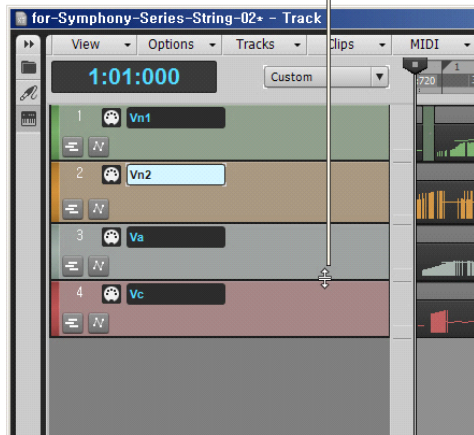 for-Symphony-Series-String-02* - Track
View Options Tracks Clips MIDI
1:01:000 Custom
720 1
1 Vn1
2 Vn2
3 Va
4 Vc